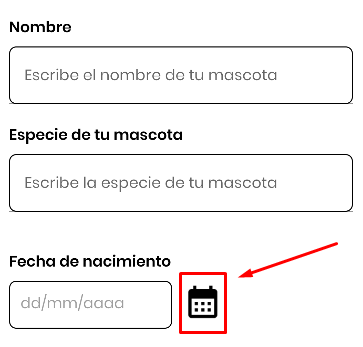 Nombre
Escribe el nombre de tu mascota
Especie de tu mascota
Escribe la especie de tu mascota
Fecha de nacimiento
dd/mm/aaaa